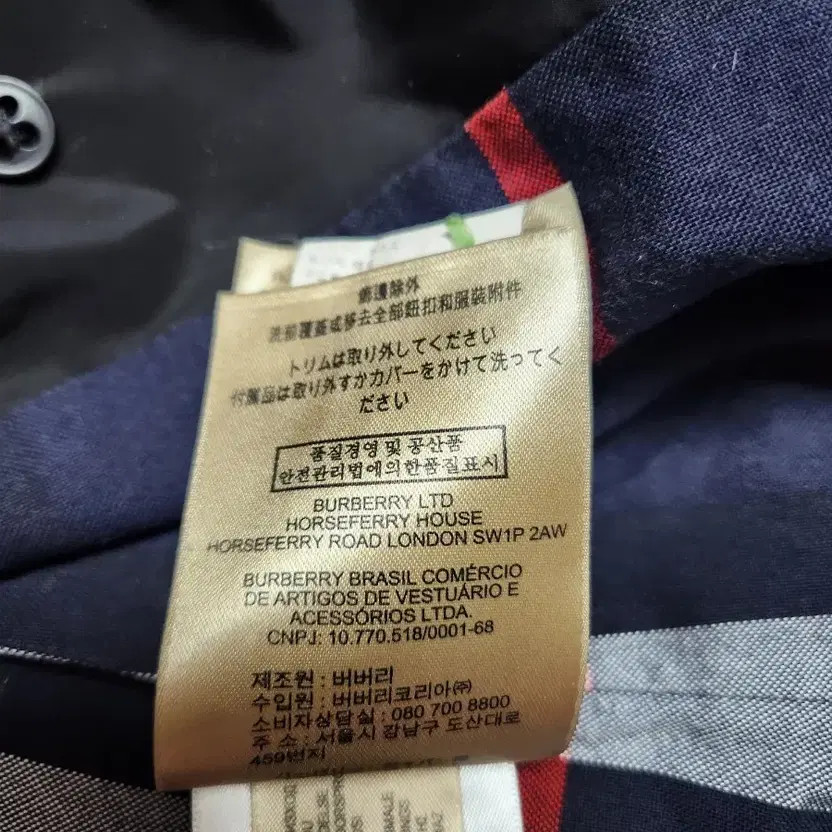 飾邊除外
洗前覆蓋或移去全部鈕扣和服裝附件
トリムは取り外してください
付属品は取り外すかカバーをかけて洗ってく
ださい
품질경영 및 공산품
안전관리법에의한품질표시
BURBERRY LTD
HORSEFERRY HOUSE
HORSEFERRY ROAD LONDON SW1P 2AW
BURBERRY BRASIL COMÉRCIO
DE ARTIGOS DE VESTUÁRIO E
ACESSÓRIOS LTDA.
CNPJ: 10.770.518/0001-68
제조원 : 버버리
수입원 : 버버리코리아㈜
소비자상담실 : 080 700 8800
주 소 : 서울시 강남구 도산대로
459번지